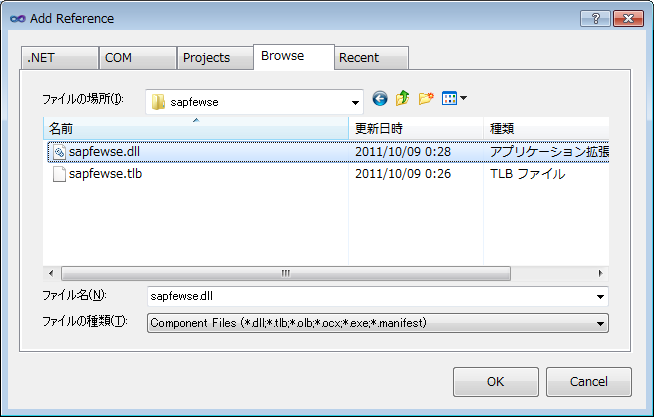 Add Reference
.NET COM Projects Browse Recent
ファイルの場所(I): sapfewse
名前 更新日時 種類
sapfewse.dll 2011/10/09 0:28 アプリケーション拡張
sapfewse.tlb 2011/10/09 0:26 TLB ファイル
ファイル名(N): sapfewse.dll
ファイルの種類(T): Component Files (*.dll;*.tlb;*.olb;*.ocx;*.exe;*.manifest)
OK Cancel